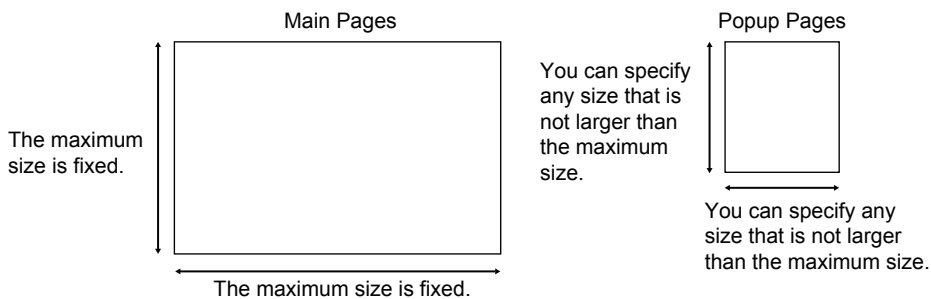 Main Pages
The maximum
size is fixed.
The maximum size is fixed.
Popup Pages
You can specify
any size that is
not larger than
the maximum
size.
You can specify any
size that is not larger
than the maximum size.